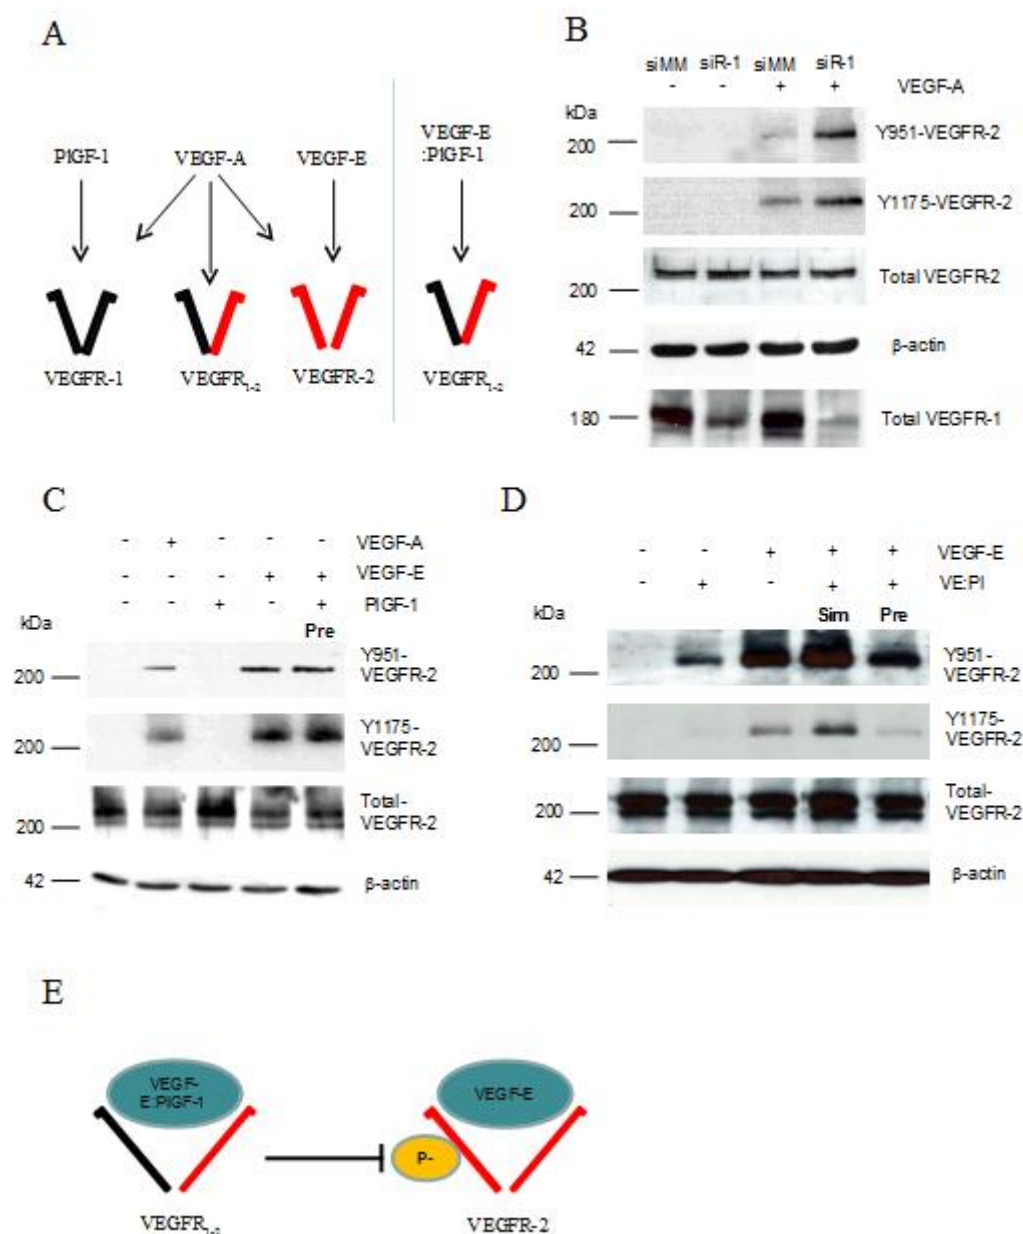 A
PlGF-1
VEGF-A
VEGF-E
VEGF-E
:PlGF-1
VEGFR-1
VEGFR1-2
VEGFR-2
VEGFR1-2
B
siMM siR-1 siMM siR-1
- - + + VEGF-A
kDa
200 Y951-VEGFR-2
200 Y1175-VEGFR-2
200 Total VEGFR-2
42 β-actin
180 Total VEGFR-1
C
- + - - - VEGF-A
- - - + + VEGF-E
- - + - + PlGF-1
kDa
Pre
200 Y951-
VEGFR-2
200 Y1175-
VEGFR-2
200 Total-
VEGFR-2
42 β-actin
D
- - + + + VEGF-E
- + - + + VE:Pl
kDa
Sim Pre
200 Y951-
VEGFR-2
200 Y1175-
VEGFR-2
200 Total-
VEGFR-2
42 β-actin
E
VEGF-
E:PlGF-1
VEGFR1-2
VEGF-E
P-
VEGFR-2